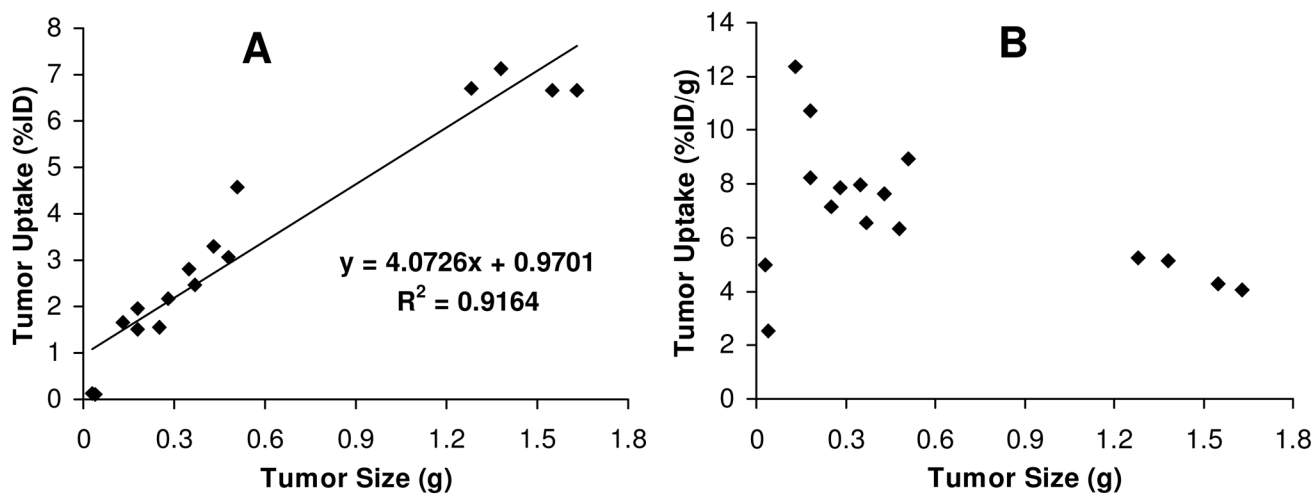 A
Tumor Uptake (%ID)
8
7
6
5
4
3
2
1
0
y = 4.0726x + 0.9701
R² = 0.9164
0 0.3 0.6 0.9 1.2 1.5 1.8
Tumor Size (g)
B
Tumor Uptake (%ID/g)
14
12
10
8
6
4
2
0
0 0.3 0.6 0.9 1.2 1.5 1.8
Tumor Size (g)